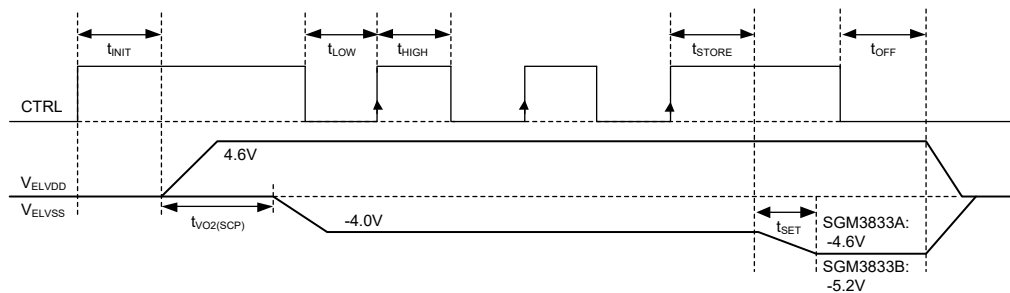 tINIT
tLOW
tHIGH
tSTORE
tOFF
CTRL
4.6V
VELVDD
VELVSS
tVO2(SCP)
-4.0V
tSET
SGM3833A:
-4.6V
SGM3833B:
-5.2V